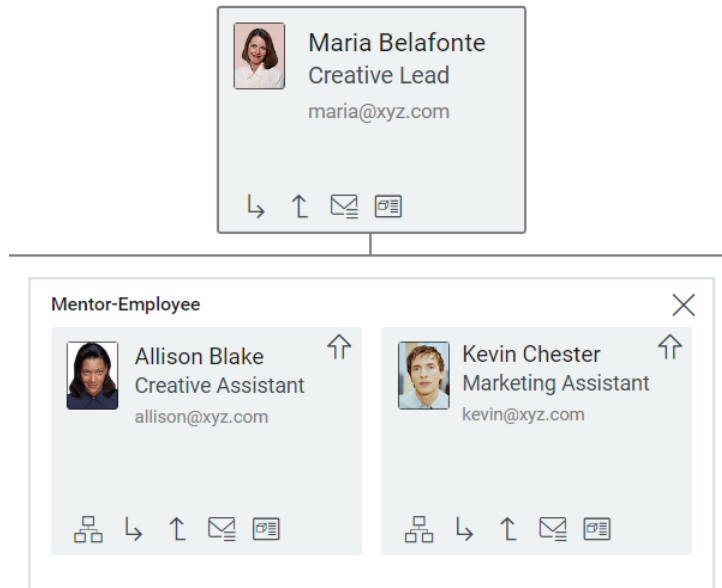 Maria Belafonte
Creative Lead
maria@xyz.com
Mentor-Employee
Allison Blake
Creative Assistant
allison@xyz.com
Kevin Chester
Marketing Assistant
kevin@xyz.com